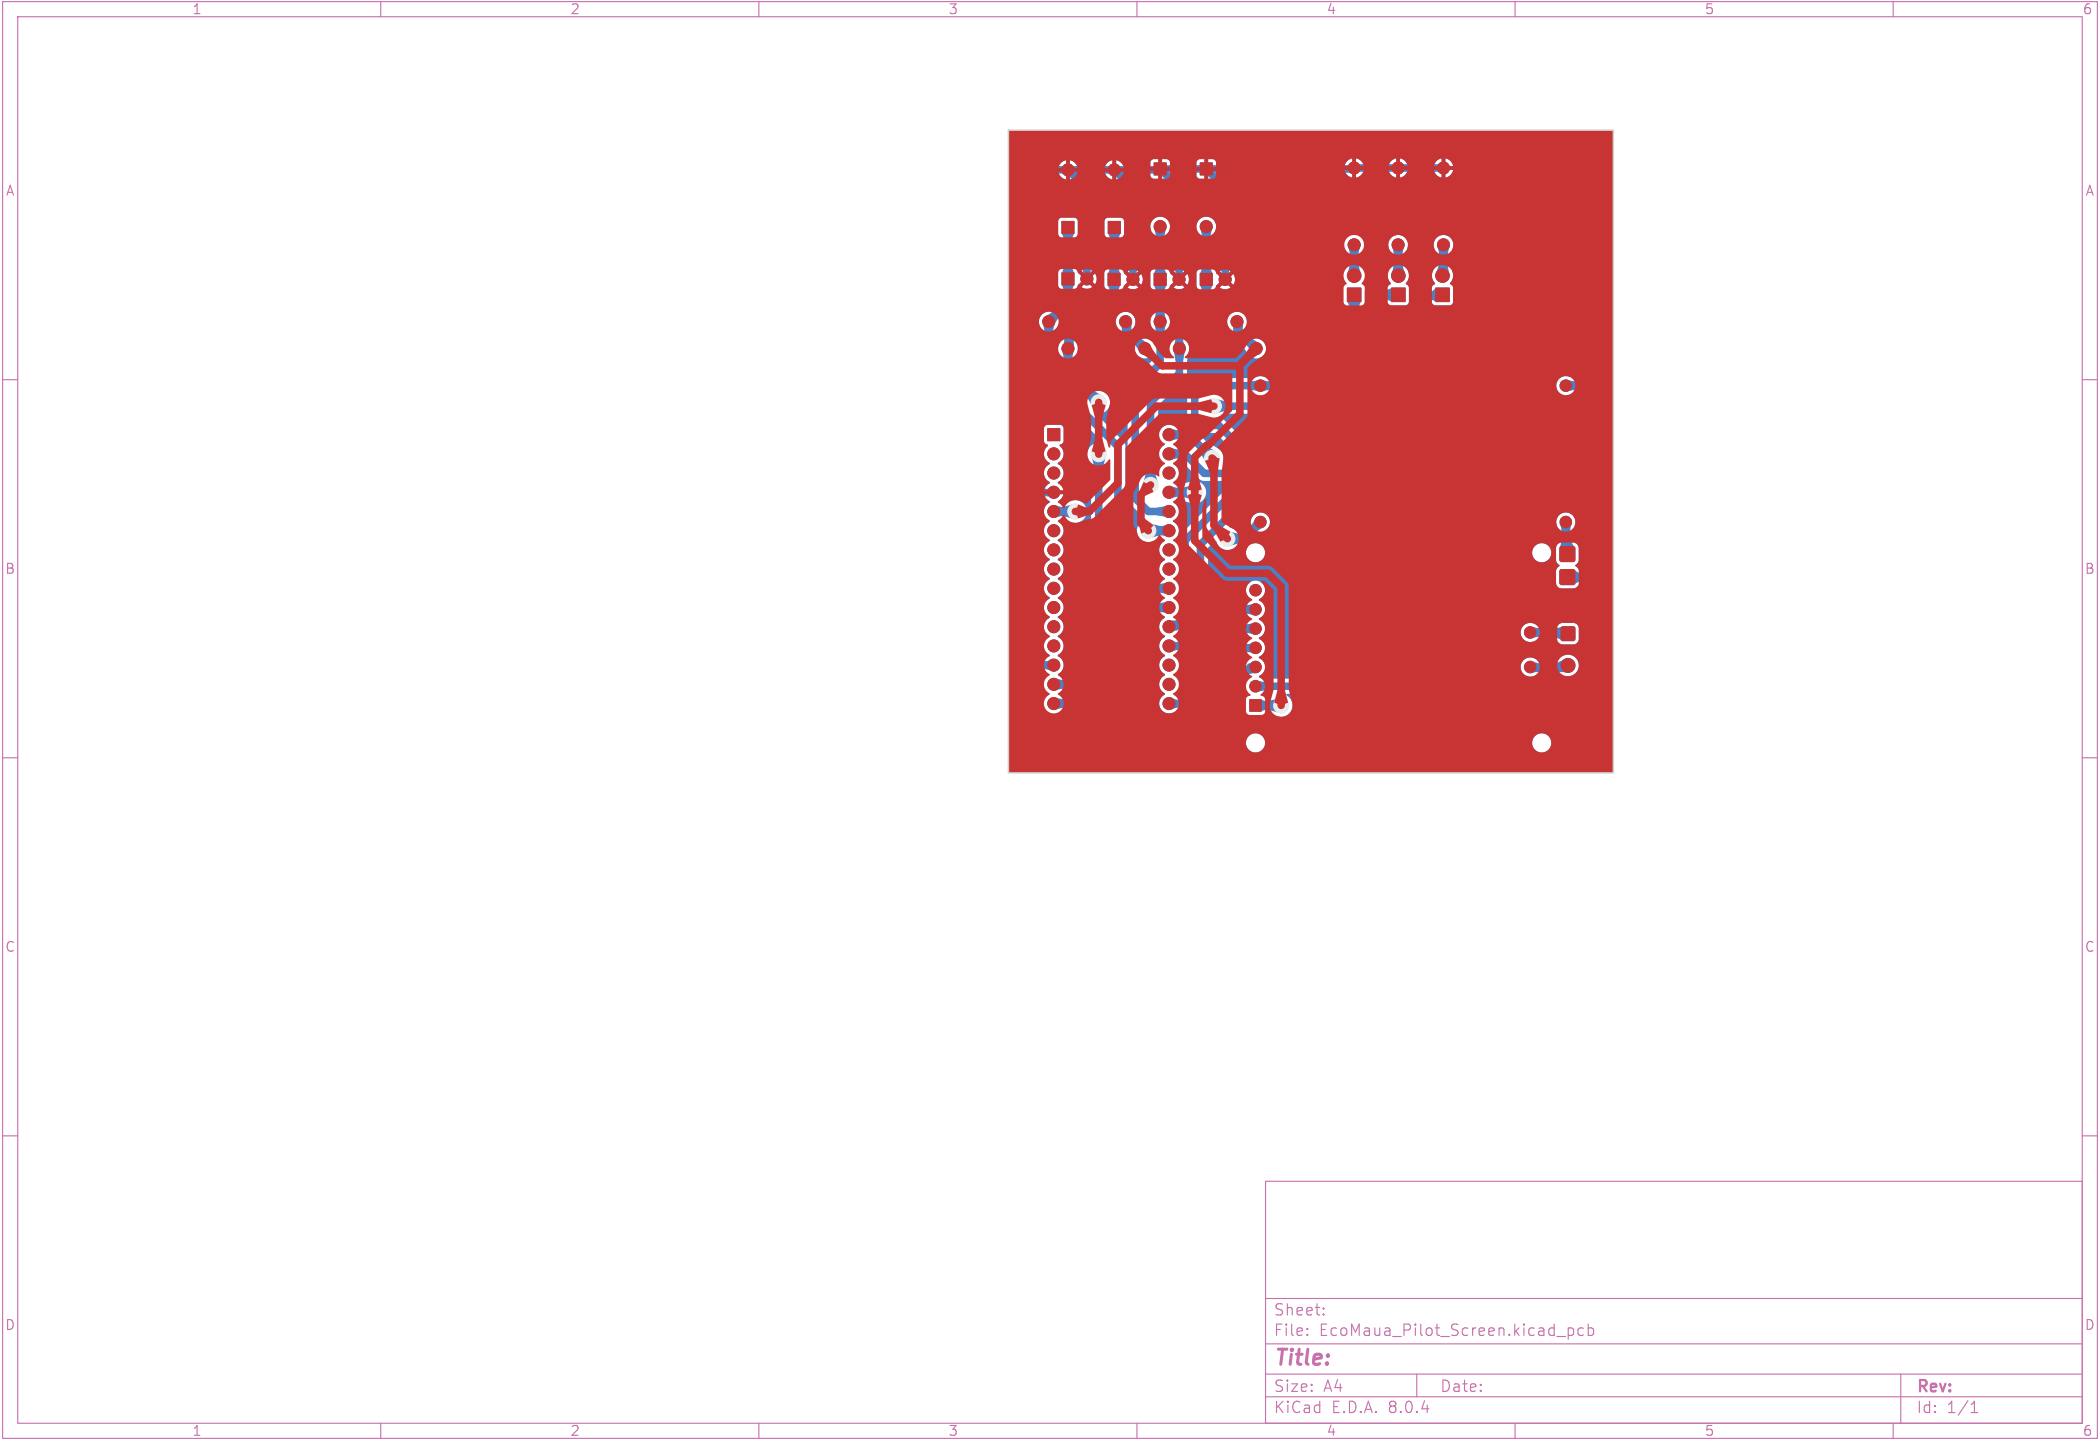 1 2 3 4 5 6
A A
B B
C C
D D
Sheet:
File: EcoMaua_Pilot_Screen.kicad_pcb
Title:
Size: A4 Date: Rev:
KiCad E.D.A. 8.0.4 Id: 1/1
1 2 3 4 5 6